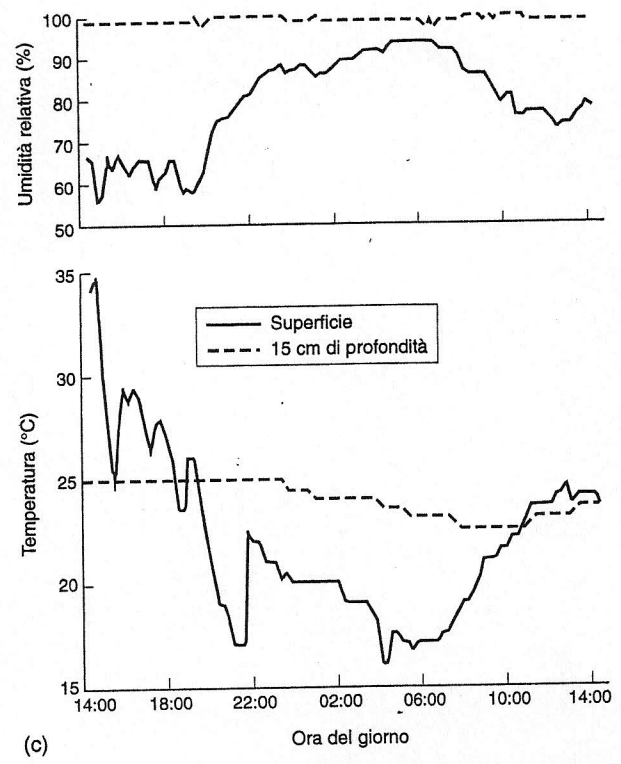 100
90
80
70
60
50
Umidità relativa (%)
35
30
25
20
15
Temperatura (°C)
Superficie
15 cm di profondità
14:00 18:00 22:00 02:00 06:00 10:00 14:00
Ora del giorno
(c)